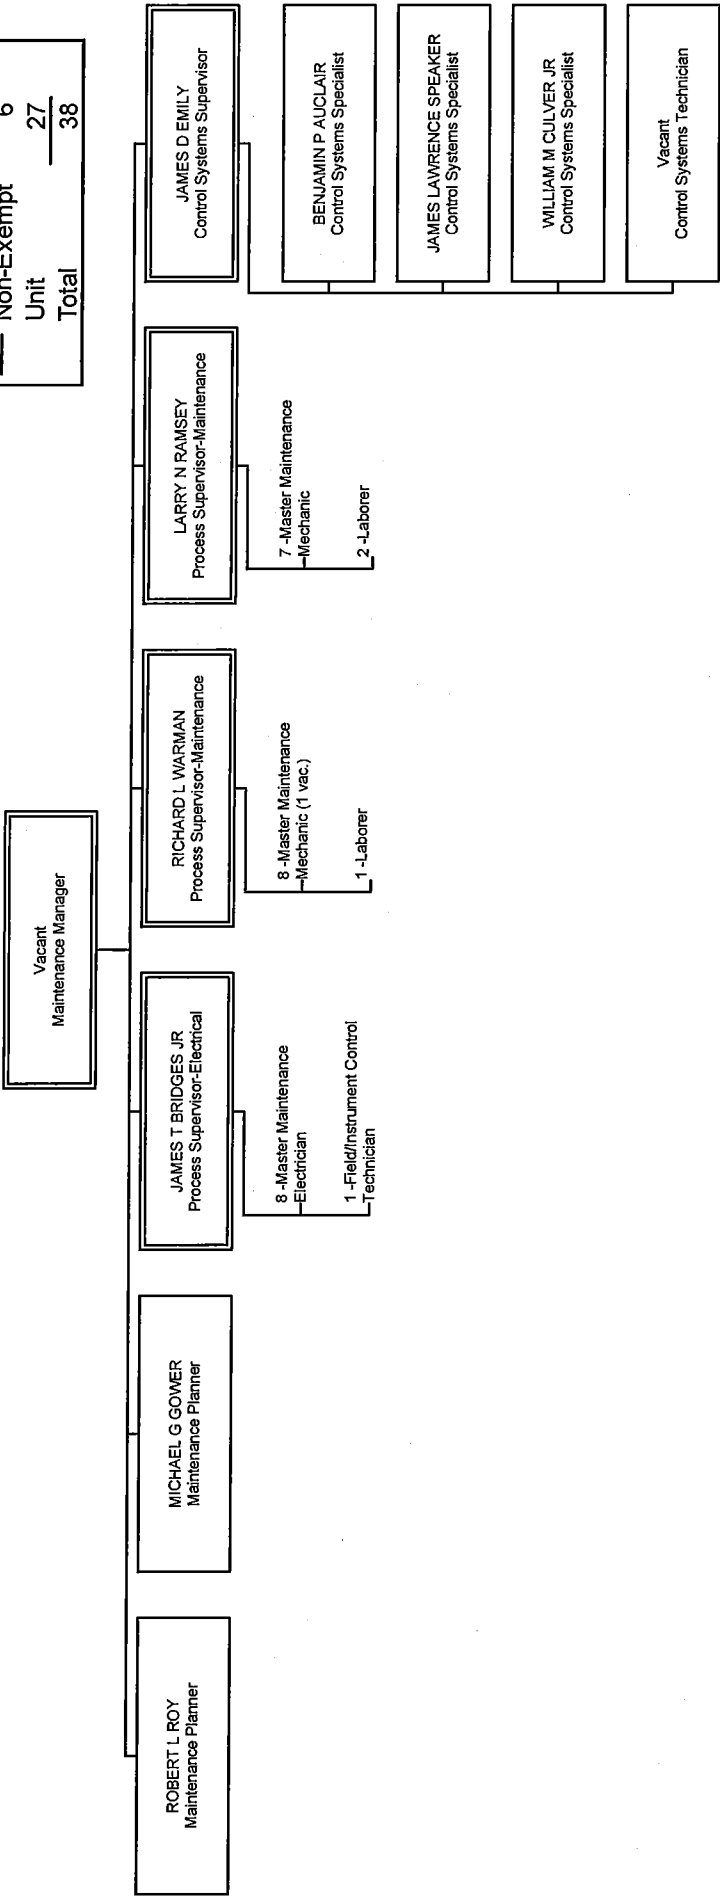 Non-Exempt 6
Unit 27
Total 38
Vacant
Maintenance Manager
ROBERT L ROY
Maintenance Planner
MICHAEL G GOWER
Maintenance Planner
JAMES T BRIDGES JR
Process Supervisor-Electrical
8 -Master Maintenance
Electrician
1 -Field/Instrument Control
Technician
RICHARD L WARMAN
Process Supervisor-Maintenance
8 -Master Maintenance
Mechanic (1 vac.)
1 -Laborer
LARRY N RAMSEY
Process Supervisor-Maintenance
7 -Master Maintenance
Mechanic
2 -Laborer
JAMES D EMILY
Control Systems Supervisor
BENJAMIN P AUCLAIR
Control Systems Specialist
JAMES LAWRENCE SPEAKER
Control Systems Specialist
WILLIAM M CULVER JR
Control Systems Specialist
Vacant
Control Systems Technician